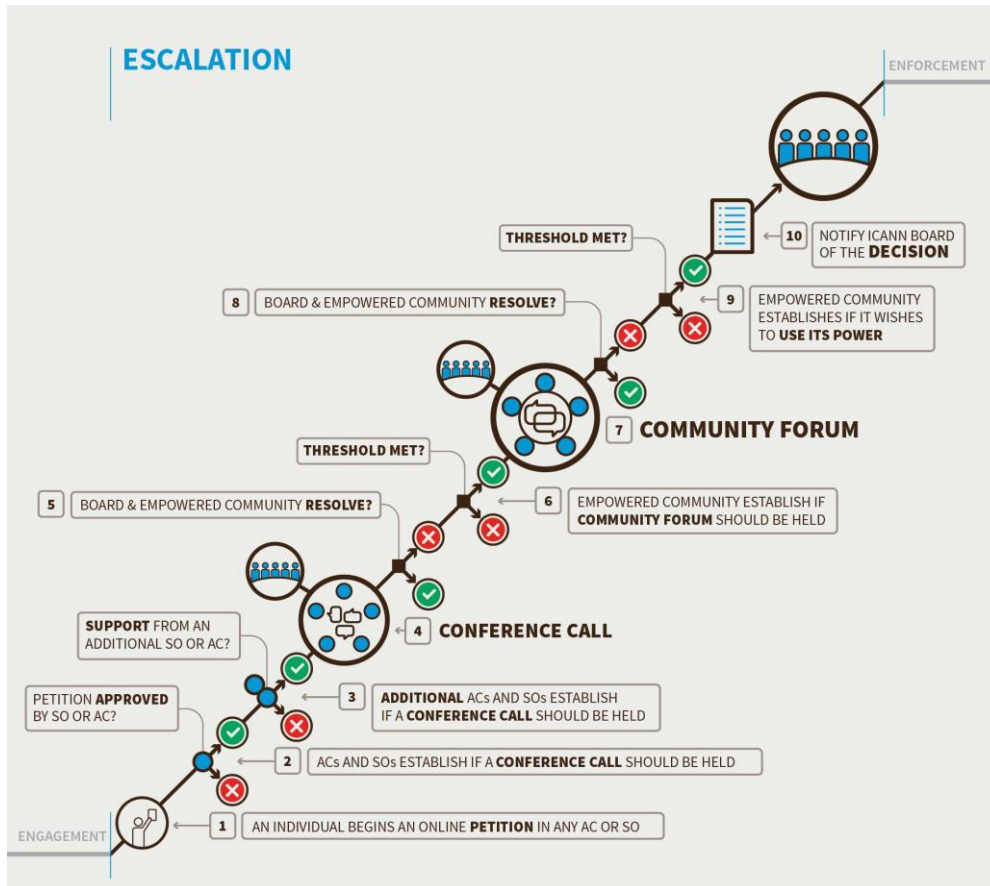 ESCALATION
ENFORCEMENT
THRESHOLD MET?
10
NOTIFY ICANN BOARD
OF THE DECISION
8
BOARD & EMPOWERED COMMUNITY RESOLVE?
9
EMPOWERED COMMUNITY
ESTABLISHES IF IT WISHES
TO USE ITS POWER
7
COMMUNITY FORUM
THRESHOLD MET?
5
BOARD & EMPOWERED COMMUNITY RESOLVE?
6
EMPOWERED COMMUNITY ESTABLISH IF
COMMUNITY FORUM SHOULD BE HELD
SUPPORT FROM AN
ADDITIONAL SO OR AC?
4
CONFERENCE CALL
PETITION APPROVED
BY SO OR AC?
3
ADDITIONAL ACs AND SOs ESTABLISH
IF A CONFERENCE CALL SHOULD BE HELD
2
ACs AND SOs ESTABLISH IF A CONFERENCE CALL SHOULD BE HELD
1
AN INDIVIDUAL BEGINS AN ONLINE PETITION IN ANY AC OR SO
ENGAGEMENT